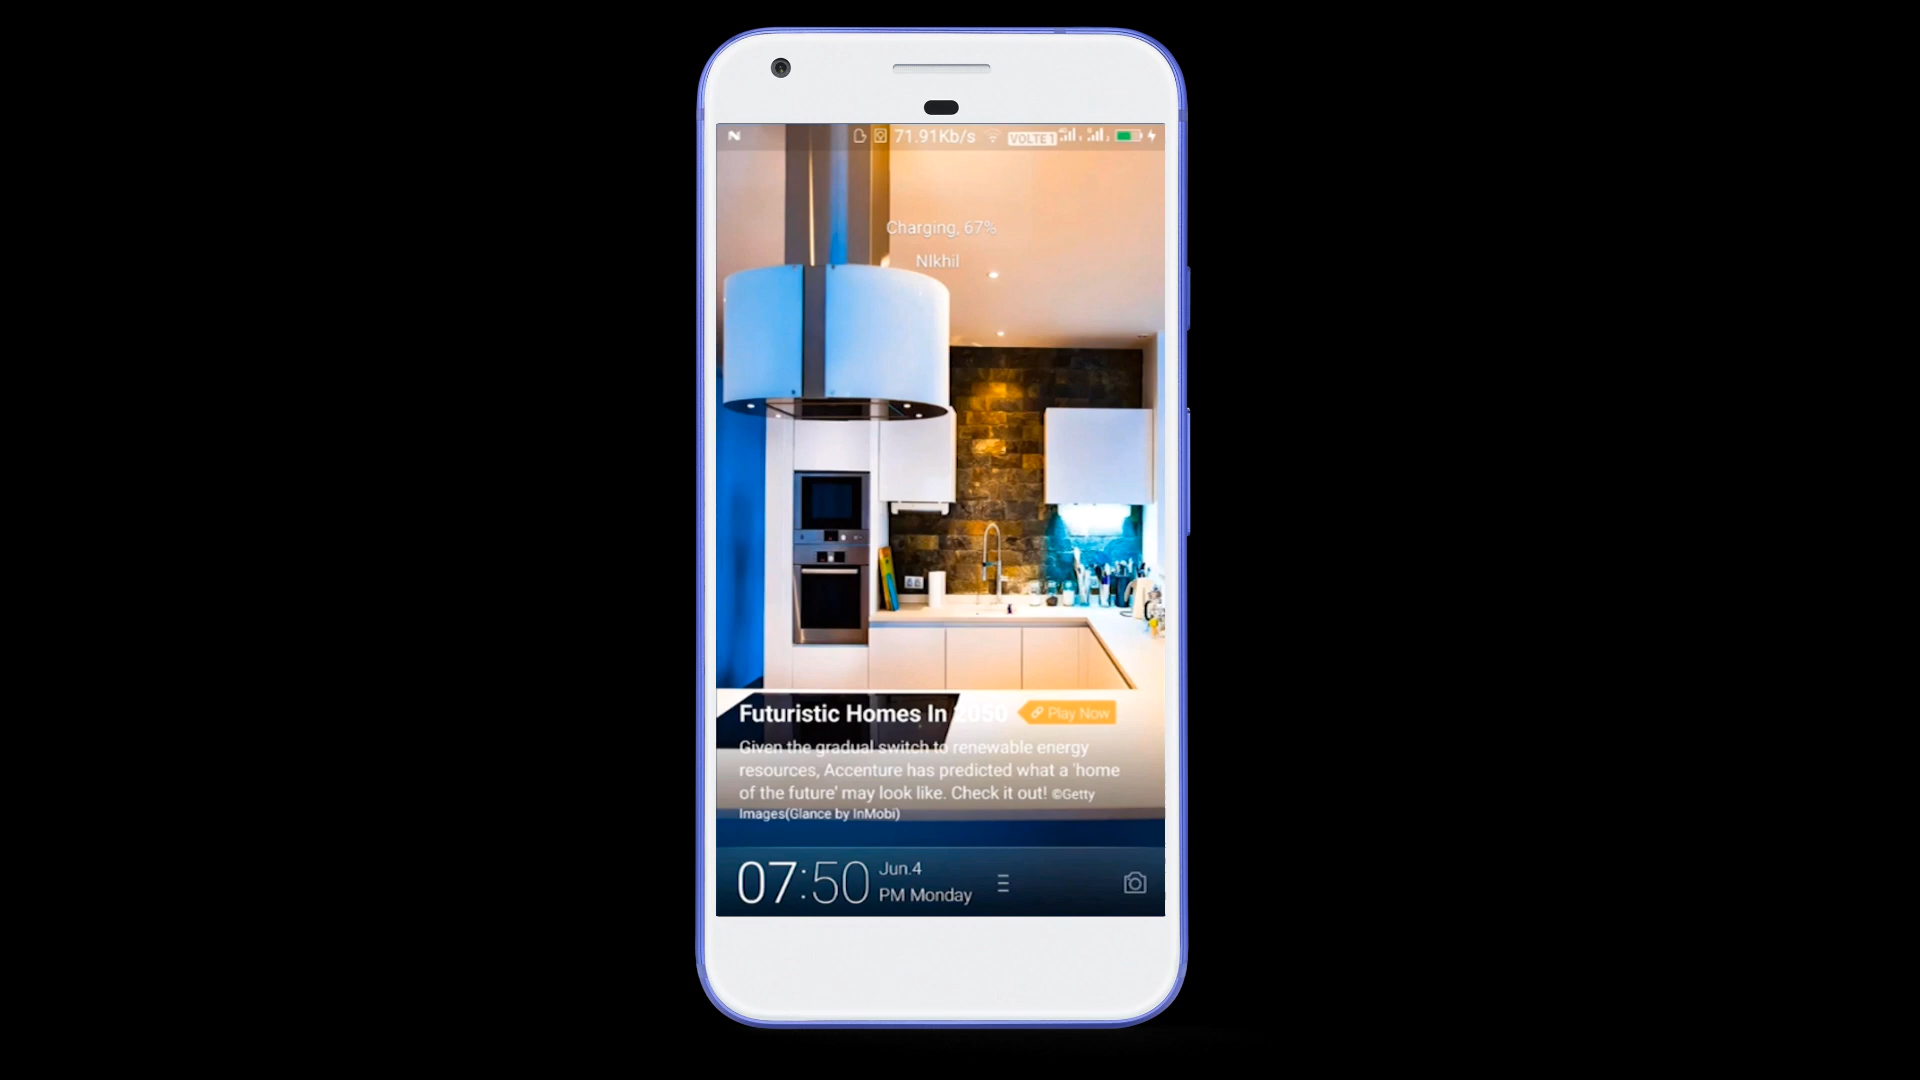 71.91Kb/s VOLTE 1
Charging, 67%
NIkhil
Futuristic Homes In 2050 Play Now
Given the gradual switch to renewable energy
resources, Accenture has predicted what a 'home
of the future' may look like. Check it out! ©Getty
Images(Glance by InMobi)
07:50 Jun.4
PM Monday